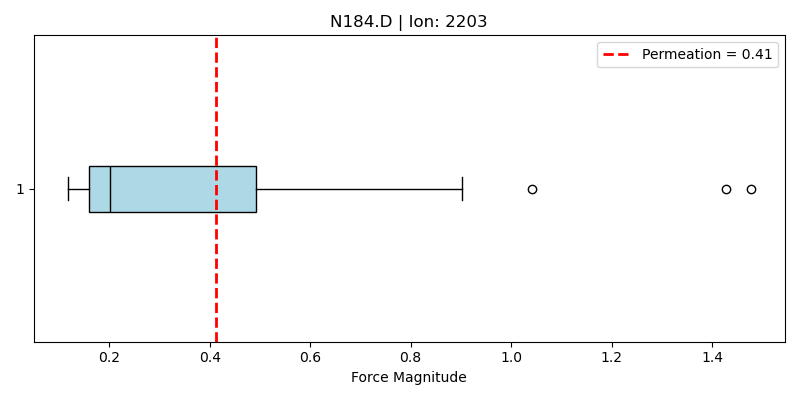 N184.D | Ion: 2203
Permeation = 0.41
1
0.2 0.4 0.6 0.8 1.0 1.2 1.4
Force Magnitude